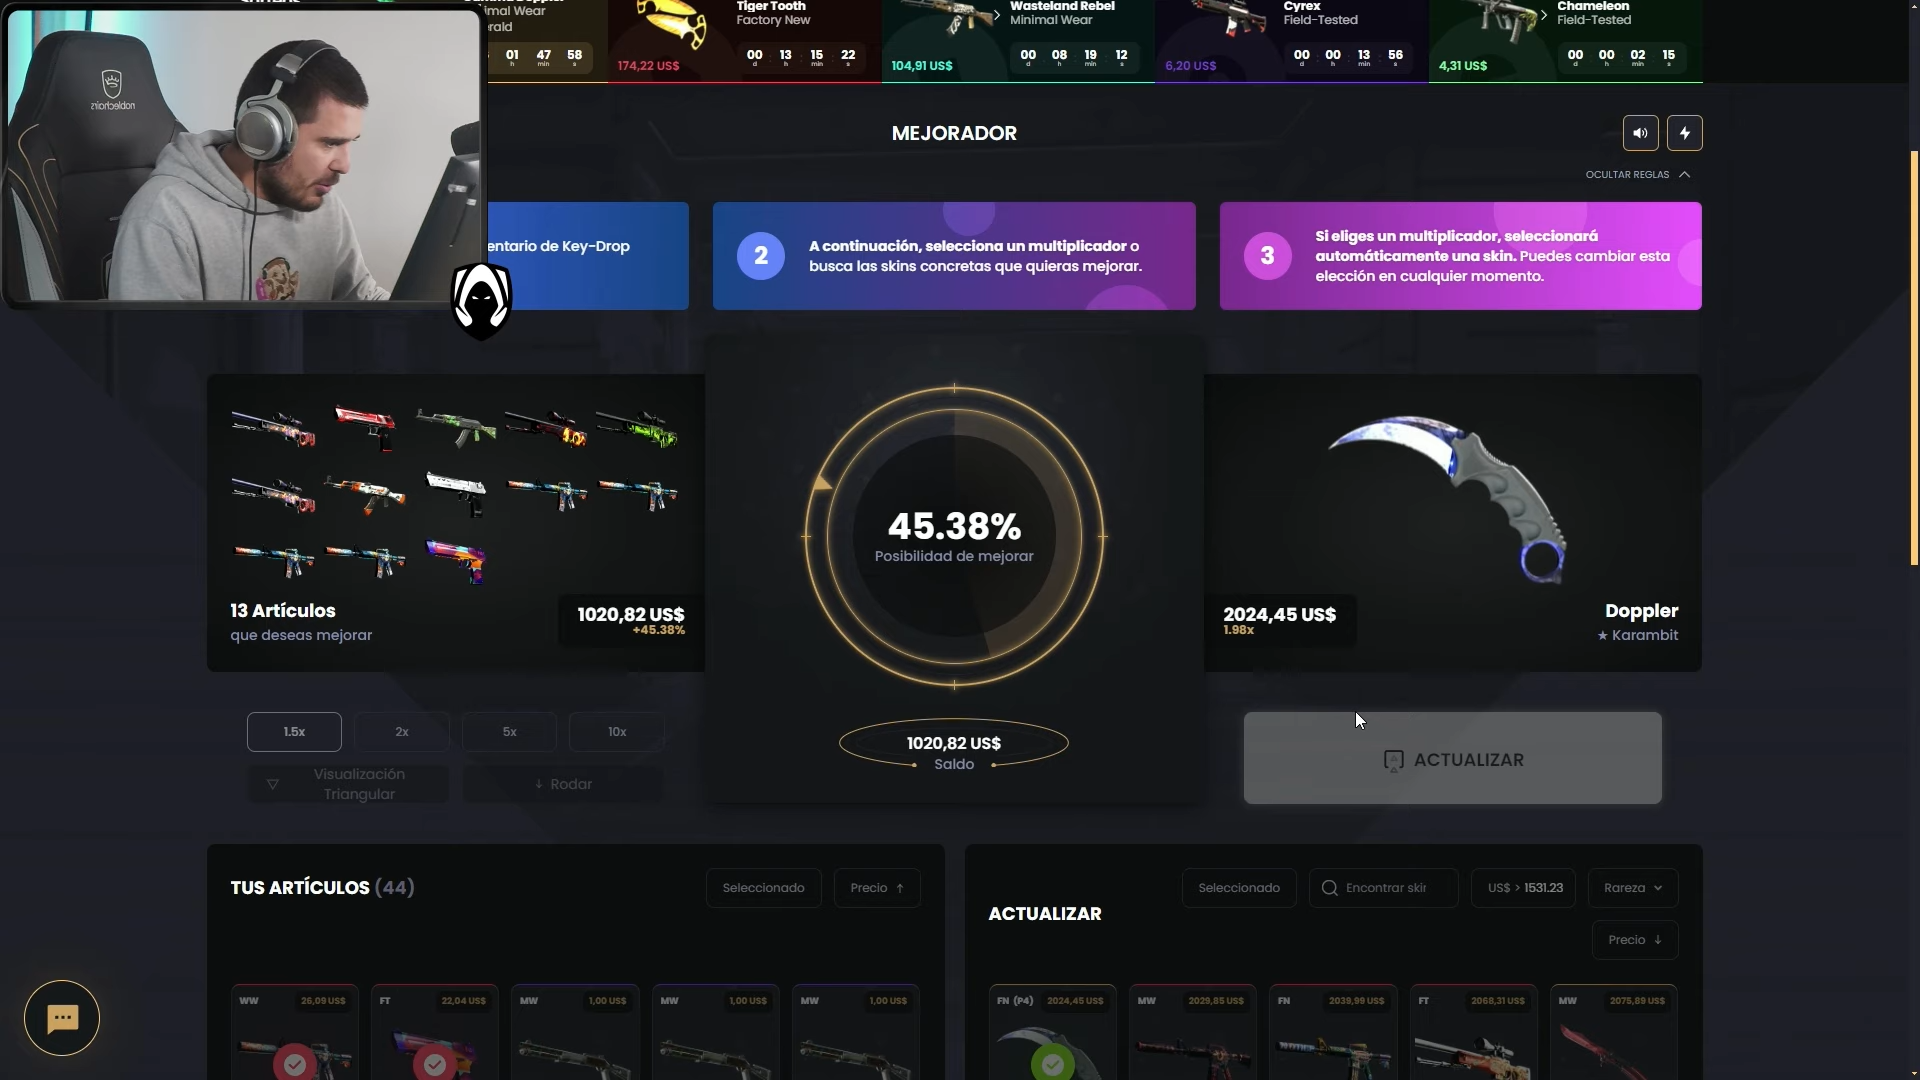 Minimal Wear
01 47 58
h min s
Tiger Tooth
Factory New
174,22 US$
00 13 15 22
d h min s
Wasteland Rebel
Minimal Wear
104,91 US$
00 08 19 12
d h min s
Cyrex
Field-Tested
6,20 US$
00 00 13 56
d h min s
Chameleon
Field-Tested
4,31 US$
00 00 02 15
d h min s
noblechairs
MEJORADOR
OCULTAR REGLAS
entario de Key-Drop
2
A continuación, selecciona un multiplicador o
busca las skins concretas que quieras mejorar.
3
Si eliges un multiplicador, seleccionará
automáticamente una skin. Puedes cambiar esta
elección en cualquier momento.
13 Artículos
que deseas mejorar
1020,82 US$
+45.38%
45.38%
Posibilidad de mejorar
2024,45 US$
1.98x
Doppler
★ Karambit
1.5x
2x
5x
10x
Visualización
Triangular
Rodar
1020,82 US$
Saldo
ACTUALIZAR
TUS ARTÍCULOS (44)
Seleccionado
Precio
ACTUALIZAR
Seleccionado
Encontrar skin
US$ > 1531.23
Rareza
Precio
WW 26,09 US$
FT 22,04 US$
MW 1,00 US$
MW 1,00 US$
MW 1,00 US$
FN (P4) 2024,45 US$
MW 2029,85 US$
FN 2039,99 US$
FT 2068,31 US$
MW 2075,89 US$